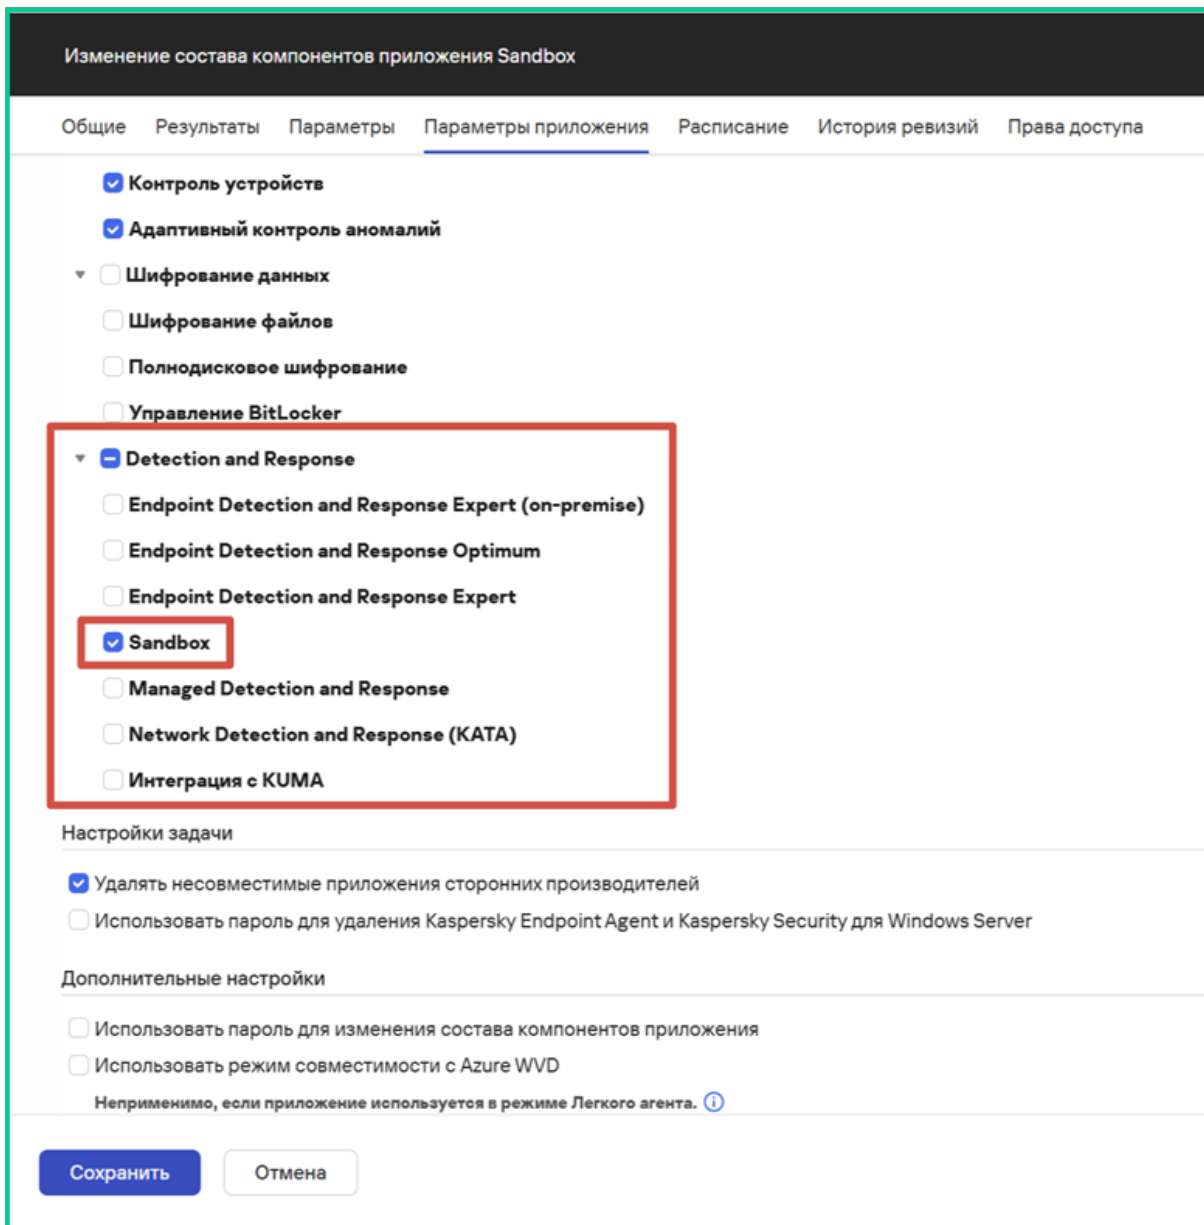 Изменение состава компонентов приложения Sandbox
Общие Результаты Параметры Параметры приложения Расписание История ревизий Права доступа
Контроль устройств
Адаптивный контроль аномалий
Шифрование данных
Шифрование файлов
Полнодисковое шифрование
Управление BitLocker
Detection and Response
Endpoint Detection and Response Expert (on-premise)
Endpoint Detection and Response Optimum
Endpoint Detection and Response Expert
Sandbox
Managed Detection and Response
Network Detection and Response (KATA)
Интеграция с KUMA
Настройки задачи
Удалять несовместимые приложения сторонних производителей
Использовать пароль для удаления Kaspersky Endpoint Agent и Kaspersky Security для Windows Server
Дополнительные настройки
Использовать пароль для изменения состава компонентов приложения
Использовать режим совместимости с Azure WVD
Неприменимо, если приложение используется в режиме Легкого агента.
Сохранить Отмена